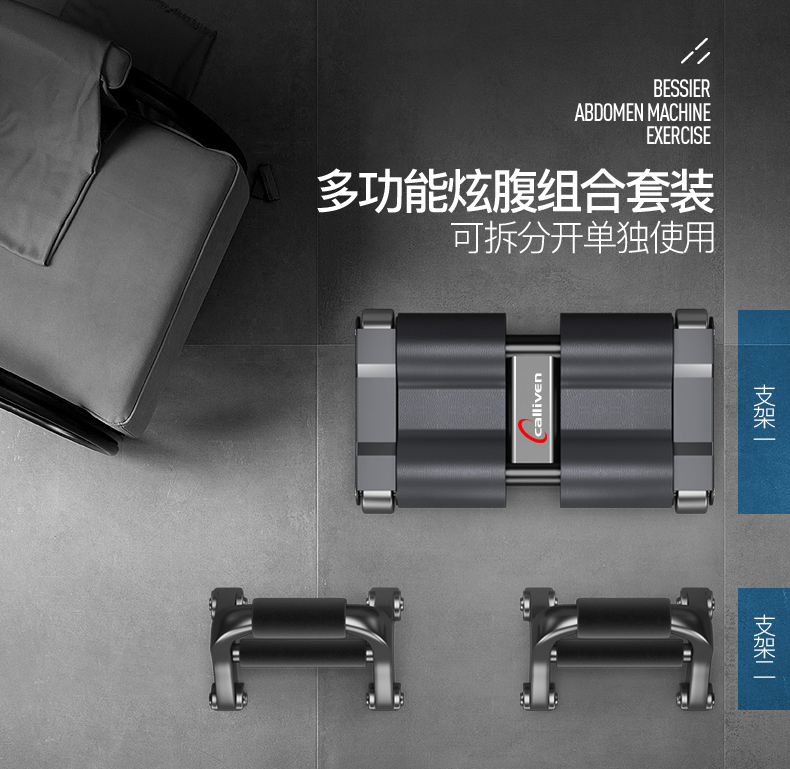 BESSIER
ABDOMEN MACHINE
EXERCISE
多功能炫腹组合套装
可拆分开单独使用
calliven
支架一
支架二